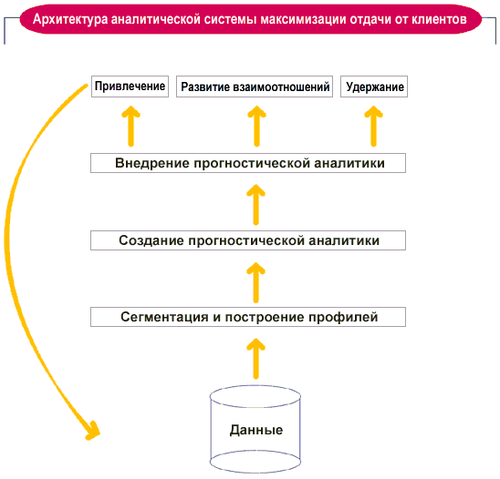 Архитектура аналитической системы максимизации отдачи от клиентов
Привлечение
Развитие взаимоотношений
Удержание
Внедрение прогностической аналитики
Создание прогностической аналитики
Сегментация и построение профилей
Данные